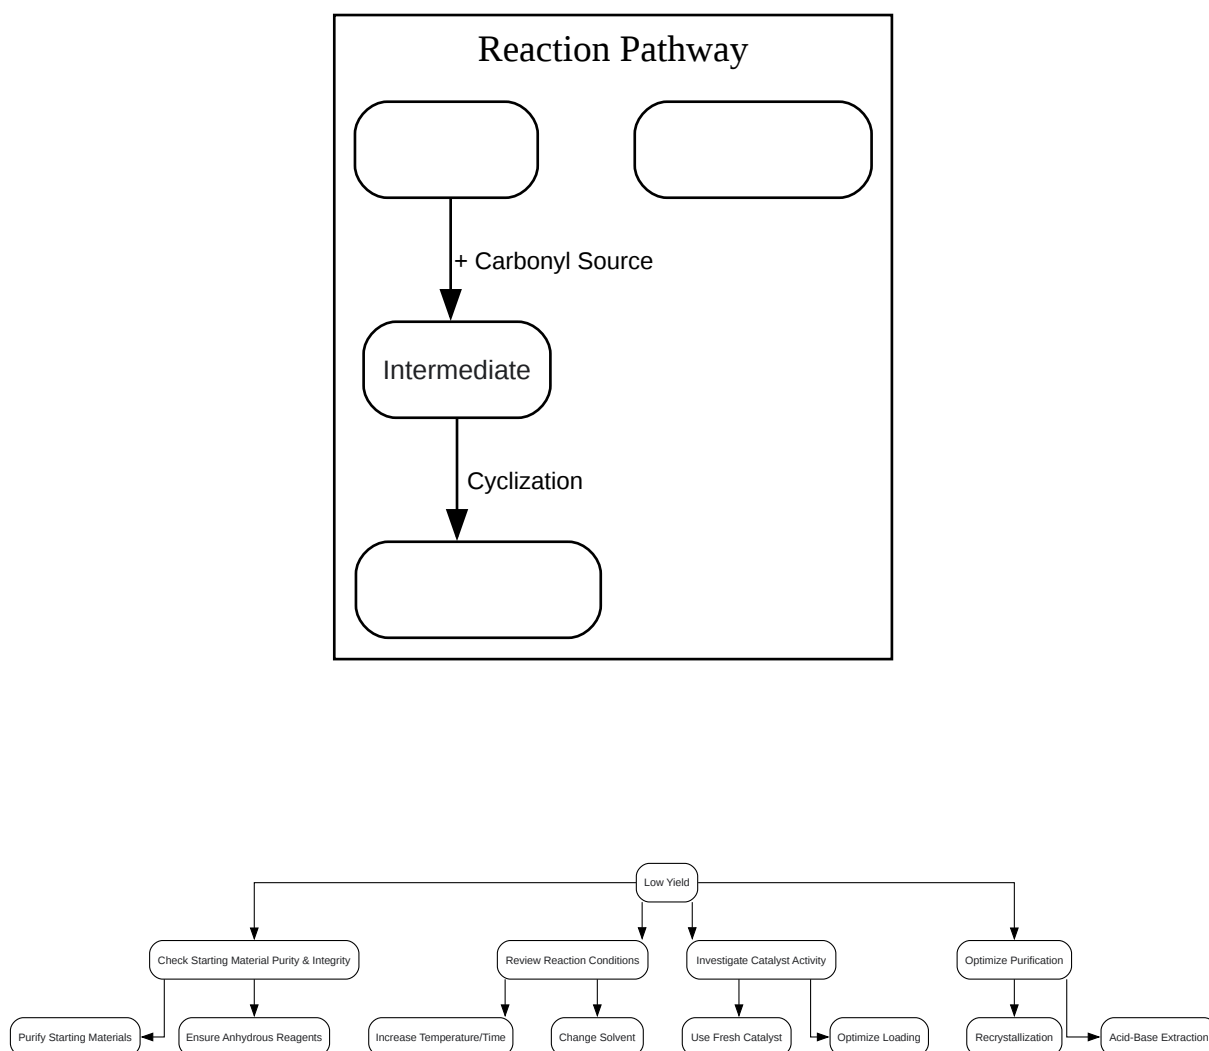 Reaction Pathway
+ Carbonyl Source
Intermediate
Cyclization
Low Yield
Check Starting Material Purity & Integrity
Review Reaction Conditions
Investigate Catalyst Activity
Optimize Purification
Purify Starting Materials
Ensure Anhydrous Reagents
Increase Temperature/Time
Change Solvent
Use Fresh Catalyst
Optimize Loading
Recrystallization
Acid-Base Extraction